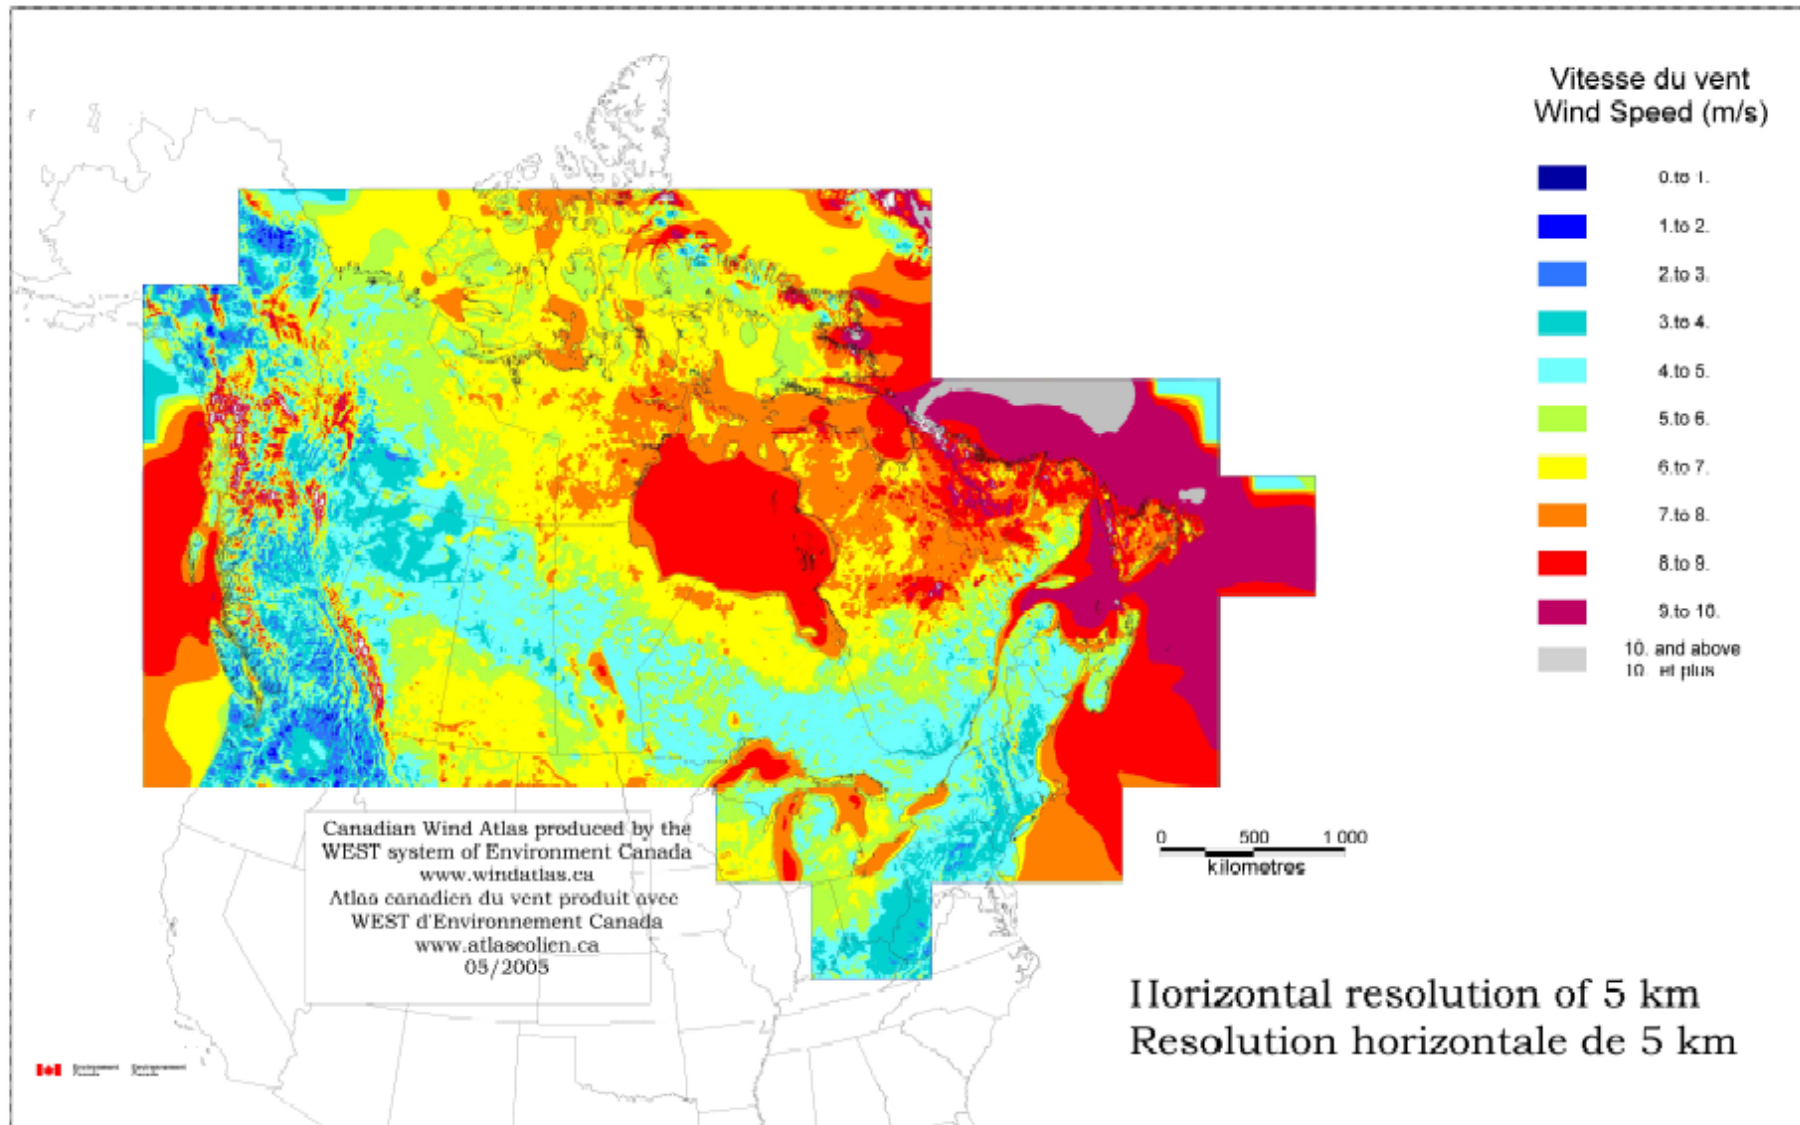 Vitesse du vent
Wind Speed (m/s)
0.to 1.
1.to 2.
2.to 3.
3.to 4.
4.to 5.
5.to 6.
6.to 7.
7.to 8.
8.to 9.
9.to 10.
10. and above
10. et plus
0 500 1 000
kilometres
Canadian Wind Atlas produced by the
WEST system of Environment Canada
www.windatlas.ca
Atlas canadien du vent produit avec
WEST d'Environnement Canada
www.atlaseolien.ca
05/2005
Horizontal resolution of 5 km
Resolution horizontale de 5 km
Environment Environnement
Canada Canada